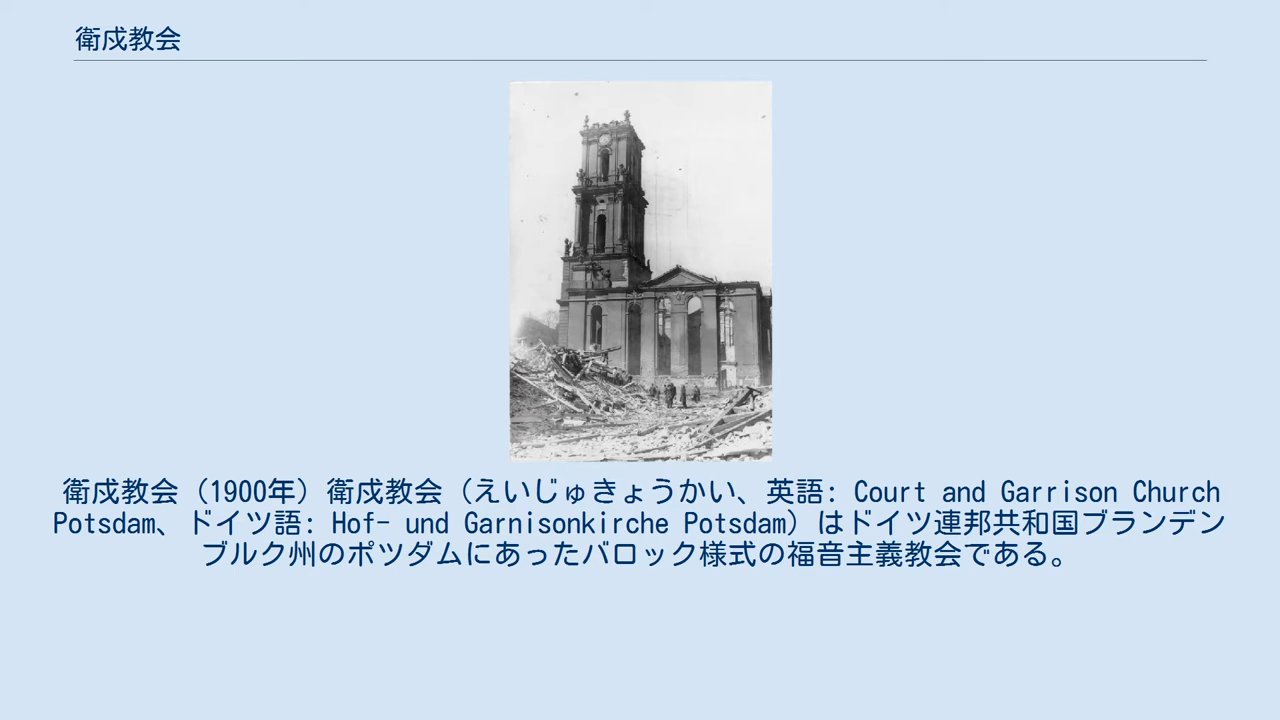 衛戍教会
衛戍教会（1900年）衛戍教会（えいじゅきょうかい、英語: Court and Garrison Church
Potsdam、ドイツ語: Hof- und Garnisonkirche Potsdam）はドイツ連邦共和国ブランデン
ブルク州のポツダムにあったバロック様式の福音主義教会である。